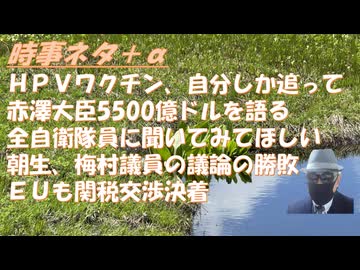 時事ネタ＋α
ＨＰＶワクチン、自分しか追って
赤澤大臣5500億ドルを語る
全自衛隊員に聞いてみてほしい
朝生、梅村議員の議論の勝敗
ＥＵも関税交渉決着